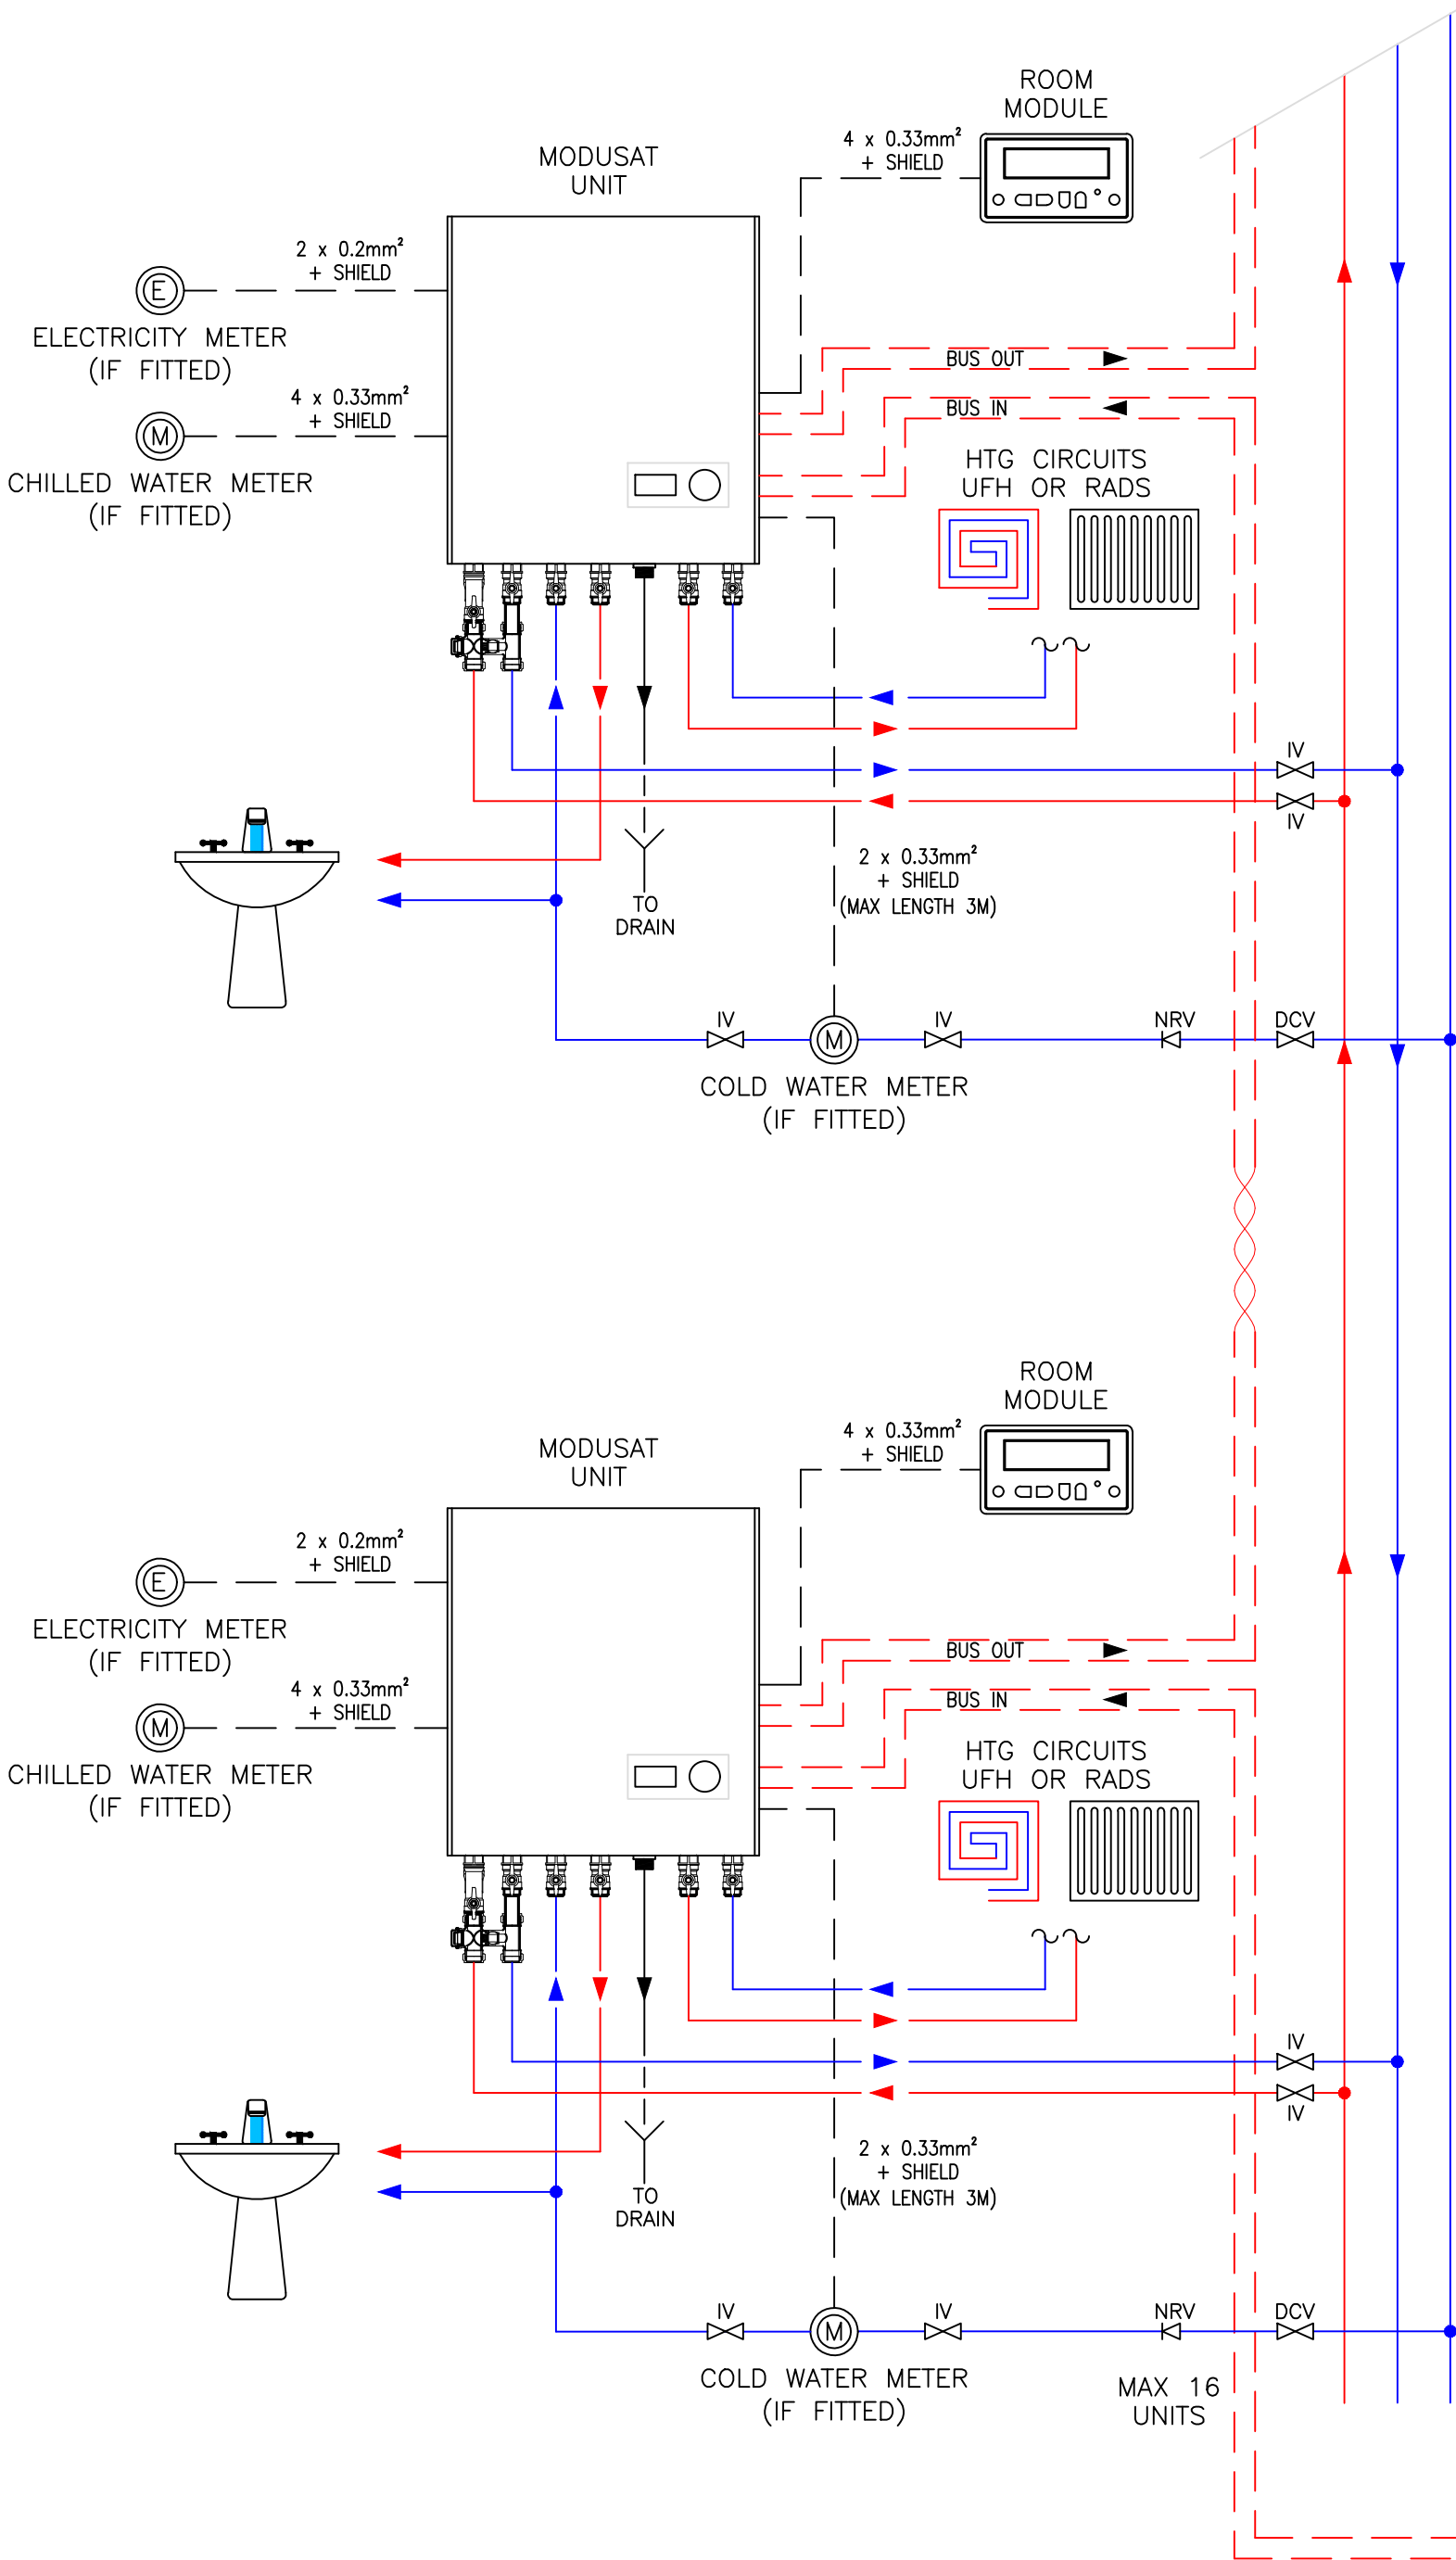 ROOM
MODULE
4 x 0.33mm²
+ SHIELD
MODUSAT
UNIT
2 x 0.2mm²
+ SHIELD
E
ELECTRICITY METER
(IF FITTED)
BUS OUT
4 x 0.33mm²
+ SHIELD
BUS IN
M
CHILLED WATER METER
(IF FITTED)
HTG CIRCUITS
UFH OR RADS
IV
IV
2 x 0.33mm²
+ SHIELD
(MAX LENGTH 3M)
TO
DRAIN
IV
IV
NRV
DCV
M
COLD WATER METER
(IF FITTED)
ROOM
MODULE
4 x 0.33mm²
+ SHIELD
MODUSAT
UNIT
2 x 0.2mm²
+ SHIELD
E
ELECTRICITY METER
(IF FITTED)
BUS OUT
4 x 0.33mm²
+ SHIELD
BUS IN
M
CHILLED WATER METER
(IF FITTED)
HTG CIRCUITS
UFH OR RADS
IV
IV
2 x 0.33mm²
+ SHIELD
(MAX LENGTH 3M)
TO
DRAIN
IV
IV
NRV
DCV
M
COLD WATER METER
(IF FITTED)
MAX 16
UNITS